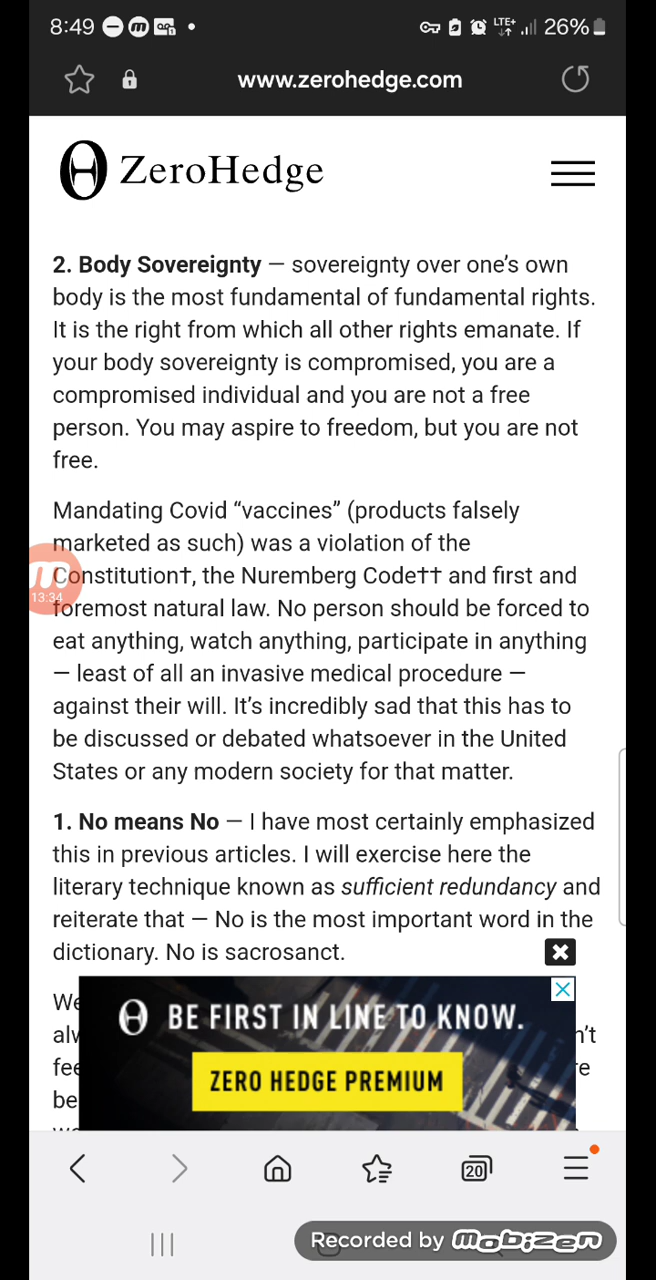 8:49
LTE+
26%
www.zerohedge.com
ZeroHedge
2. Body Sovereignty — sovereignty over one’s own
body is the most fundamental of fundamental rights.
It is the right from which all other rights emanate. If
your body sovereignty is compromised, you are a
compromised individual and you are not a free
person. You may aspire to freedom, but you are not
free.
Mandating Covid “vaccines” (products falsely
marketed as such) was a violation of the
Constitution†, the Nuremberg Code†† and first and
foremost natural law. No person should be forced to
eat anything, watch anything, participate in anything
— least of all an invasive medical procedure —
against their will. It’s incredibly sad that this has to
be discussed or debated whatsoever in the United
States or any modern society for that matter.
13:34
1. No means No — I have most certainly emphasized
this in previous articles. I will exercise here the
literary technique known as sufficient redundancy and
reiterate that — No is the most important word in the
dictionary. No is sacrosanct.
BE FIRST IN LINE TO KNOW.
ZERO HEDGE PREMIUM
20
Recorded by mobizen